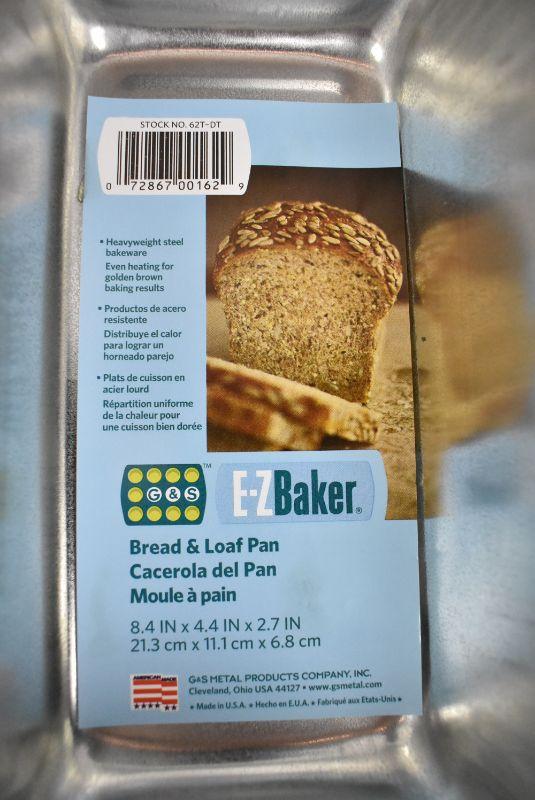 STOCK NO. 62T-DT
0 72867 00162 9
• Heavyweight steel
bakeware
Even heating for
golden brown
baking results
• Productos de acero
resistente
Distribuye el calor
para lograr un
horneado parejo
• Plats de cuisson en
acier lourd
Répartition uniforme
de la chaleur pour
une cuisson bien dorée
G & S ™
E-ZBaker®
Bread & Loaf Pan
Cacerola del Pan
Moule à pain
8.4 IN x 4.4 IN x 2.7 IN
21.3 cm x 11.1 cm x 6.8 cm
AMERICAN MADE
G&S METAL PRODUCTS COMPANY, INC.
Cleveland, Ohio USA 44127 • www.gsmetal.com
★ Made in U.S.A. ★ Hecho en E.U.A. ★ Fabriqué aux Etats-Unis ★